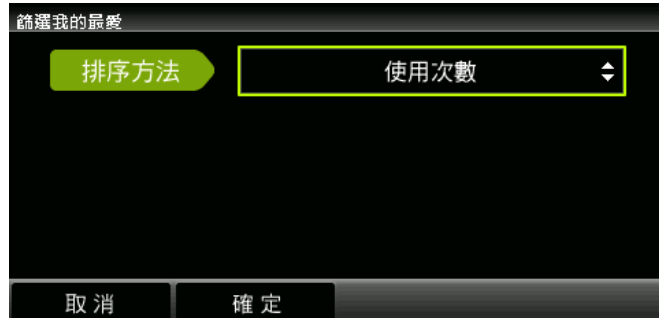 篩選我的最愛
排序方法
使用次數
取消
確定